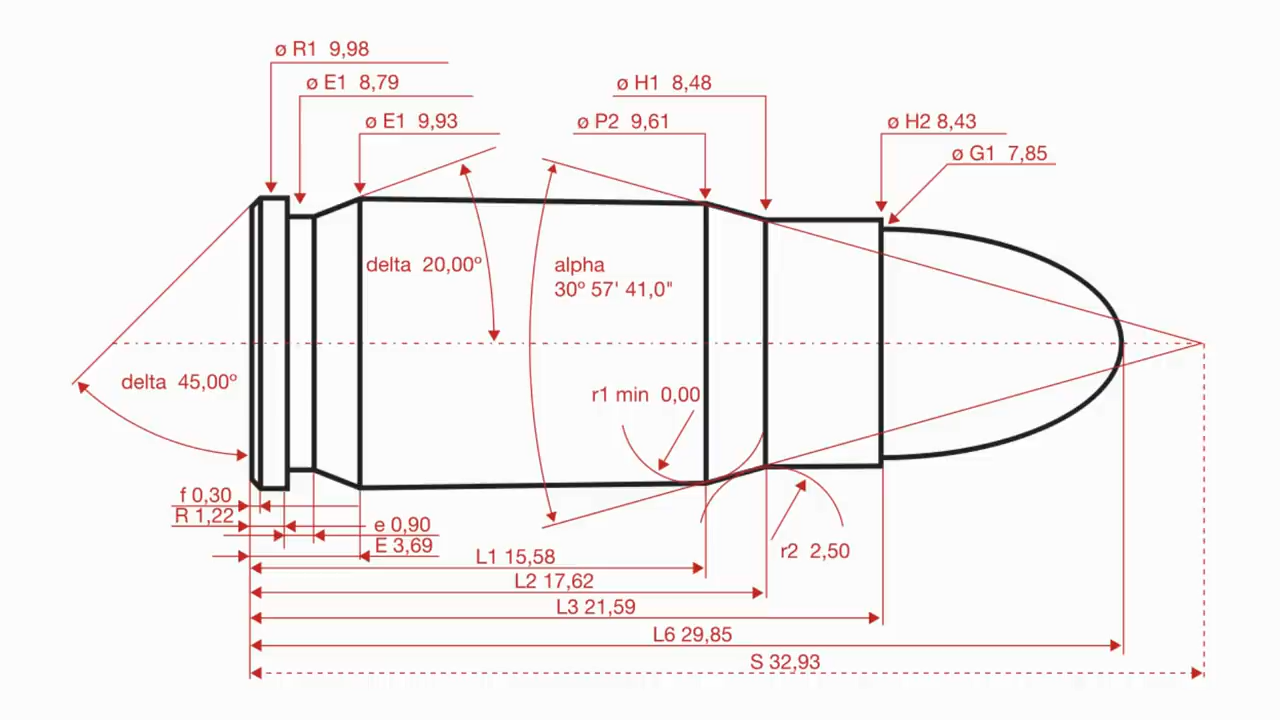 ø R1 9,98
ø E1 8,79
ø H1 8,48
ø E1 9,93
ø P2 9,61
ø H2 8,43
ø G1 7,85
delta 20,00º
alpha
30º 57' 41,0"
delta 45,00º
r1 min 0,00
f 0,30
R 1,22
e 0,90
E 3,69
r2 2,50
L1 15,58
L2 17,62
L3 21,59
L6 29,85
S 32,93